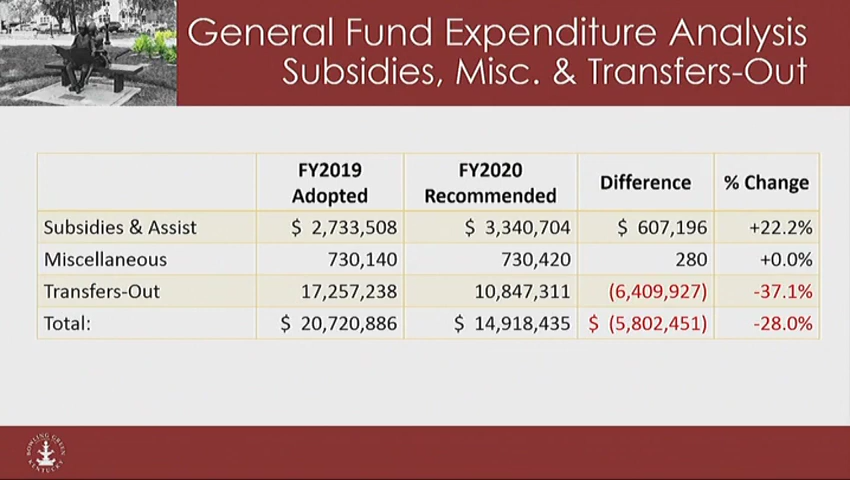 General Fund Expenditure Analysis
Subsidies, Misc. & Transfers-Out
FY2019 Adopted FY2020 Recommended Difference % Change
Subsidies & Assist $ 2,733,508 $ 3,340,704 $ 607,196 +22.2%
Miscellaneous 730,140 730,420 280 +0.0%
Transfers-Out 17,257,238 10,847,311 (6,409,927) -37.1%
Total: $ 20,720,886 $ 14,918,435 $ (5,802,451) -28.0%
BOWLING GREEN
KENTUCKY